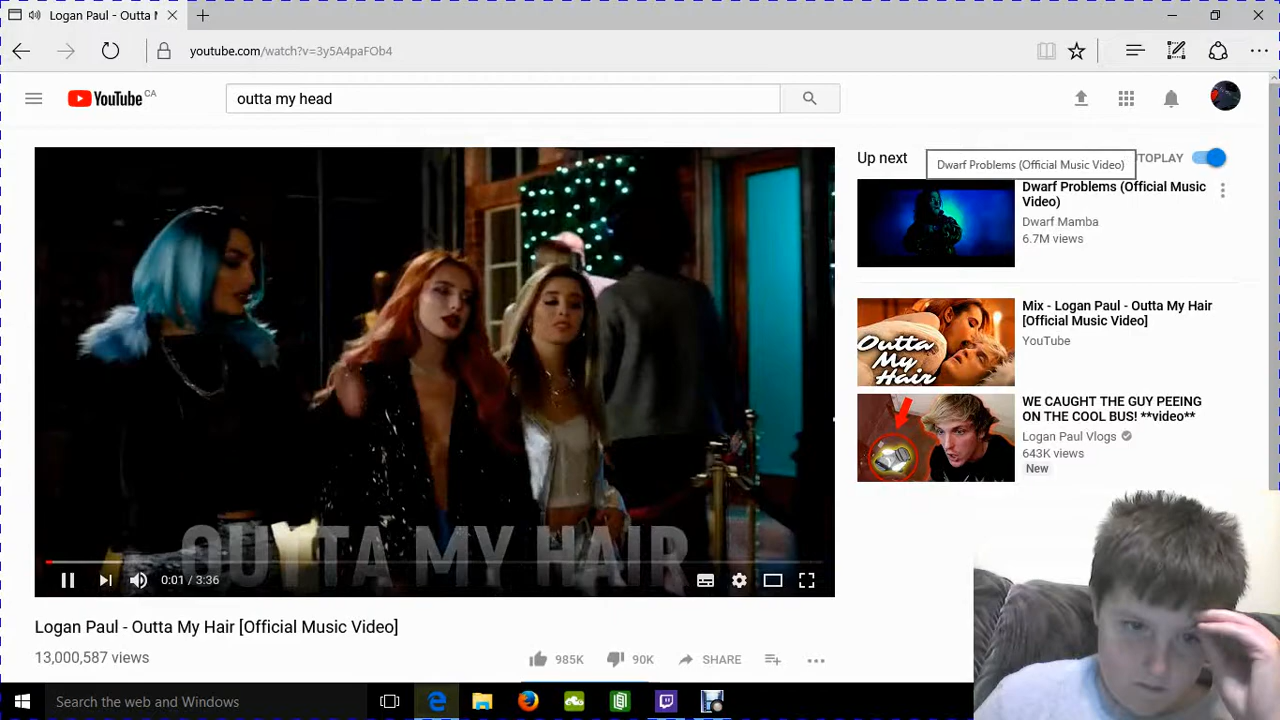 Logan Paul - Outta M
youtube.com/watch?v=3y5A4paFOb4
YouTube CA
outta my head
Up next
Dwarf Problems (Official Music Video)
TOPLAY
Dwarf Problems (Official Music
Video)
Dwarf Mamba
6.7M views
Outta
My
Hair
Mix - Logan Paul - Outta My Hair
[Official Music Video]
YouTube
WE CAUGHT THE GUY PEEING
ON THE COOL BUS! **video**
Logan Paul Vlogs
643K views
New
OUTTA MY HAIR
0:01 / 3:36
Logan Paul - Outta My Hair [Official Music Video]
13,000,587 views
985K
90K
SHARE
Search the web and Windows